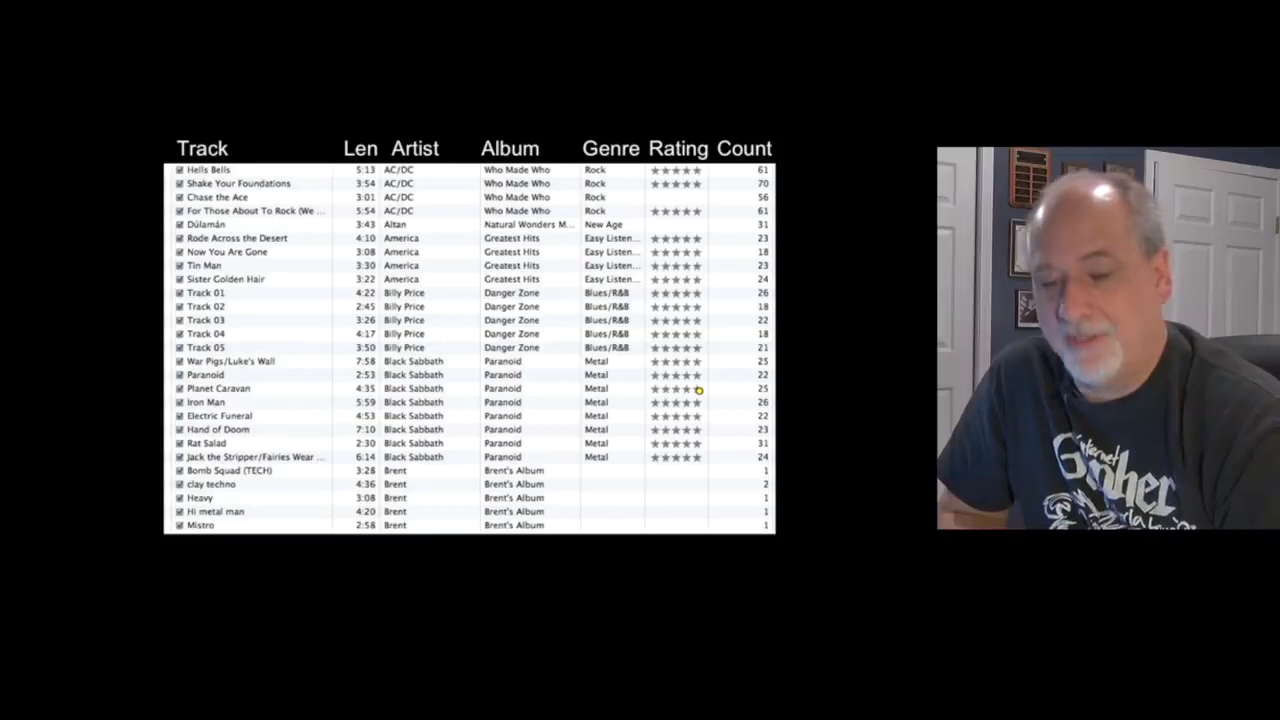 Track Len Artist Album Genre Rating Count
Hells Bells 5:13 AC/DC Who Made Who Rock ★★★★★ 61
Shake Your Foundations 3:54 AC/DC Who Made Who Rock ★★★★★ 70
Chase the Ace 3:01 AC/DC Who Made Who Rock 56
For Those About To Rock (We ... 5:54 AC/DC Who Made Who Rock ★★★★★ 61
Dúlamán 3:43 Altan Natural Wonders M... New Age 31
Rode Across the Desert 4:10 America Greatest Hits Easy Listen... ★★★★★ 23
Now You Are Gone 3:08 America Greatest Hits Easy Listen... ★★★★★ 18
Tin Man 3:30 America Greatest Hits Easy Listen... ★★★★★ 23
Sister Golden Hair 3:22 America Greatest Hits Easy Listen... ★★★★★ 24
Track 01 4:22 Billy Price Danger Zone Blues/R&B ★★★★★ 26
Track 02 2:45 Billy Price Danger Zone Blues/R&B ★★★★★ 18
Track 03 3:26 Billy Price Danger Zone Blues/R&B ★★★★★ 22
Track 04 4:17 Billy Price Danger Zone Blues/R&B ★★★★★ 18
Track 05 3:50 Billy Price Danger Zone Blues/R&B ★★★★★ 21
War Pigs/Luke's Wall 7:58 Black Sabbath Paranoid Metal ★★★★★ 25
Paranoid 2:53 Black Sabbath Paranoid Metal ★★★★★ 22
Planet Caravan 4:35 Black Sabbath Paranoid Metal ★★★★★ 25
Iron Man 5:59 Black Sabbath Paranoid Metal ★★★★★ 26
Electric Funeral 4:53 Black Sabbath Paranoid Metal ★★★★★ 22
Hand of Doom 7:10 Black Sabbath Paranoid Metal ★★★★★ 23
Rat Salad 2:30 Black Sabbath Paranoid Metal ★★★★★ 31
Jack the Stripper/Fairies Wear ... 6:14 Black Sabbath Paranoid Metal ★★★★★ 24
Bomb Squad (TECH) 3:28 Brent Brent's Album 1
clay techno 4:36 Brent Brent's Album 2
Heavy 3:08 Brent Brent's Album 1
Hi metal man 4:20 Brent Brent's Album 1
Mistro 2:58 Brent Brent's Album 1
Internet
Gopher